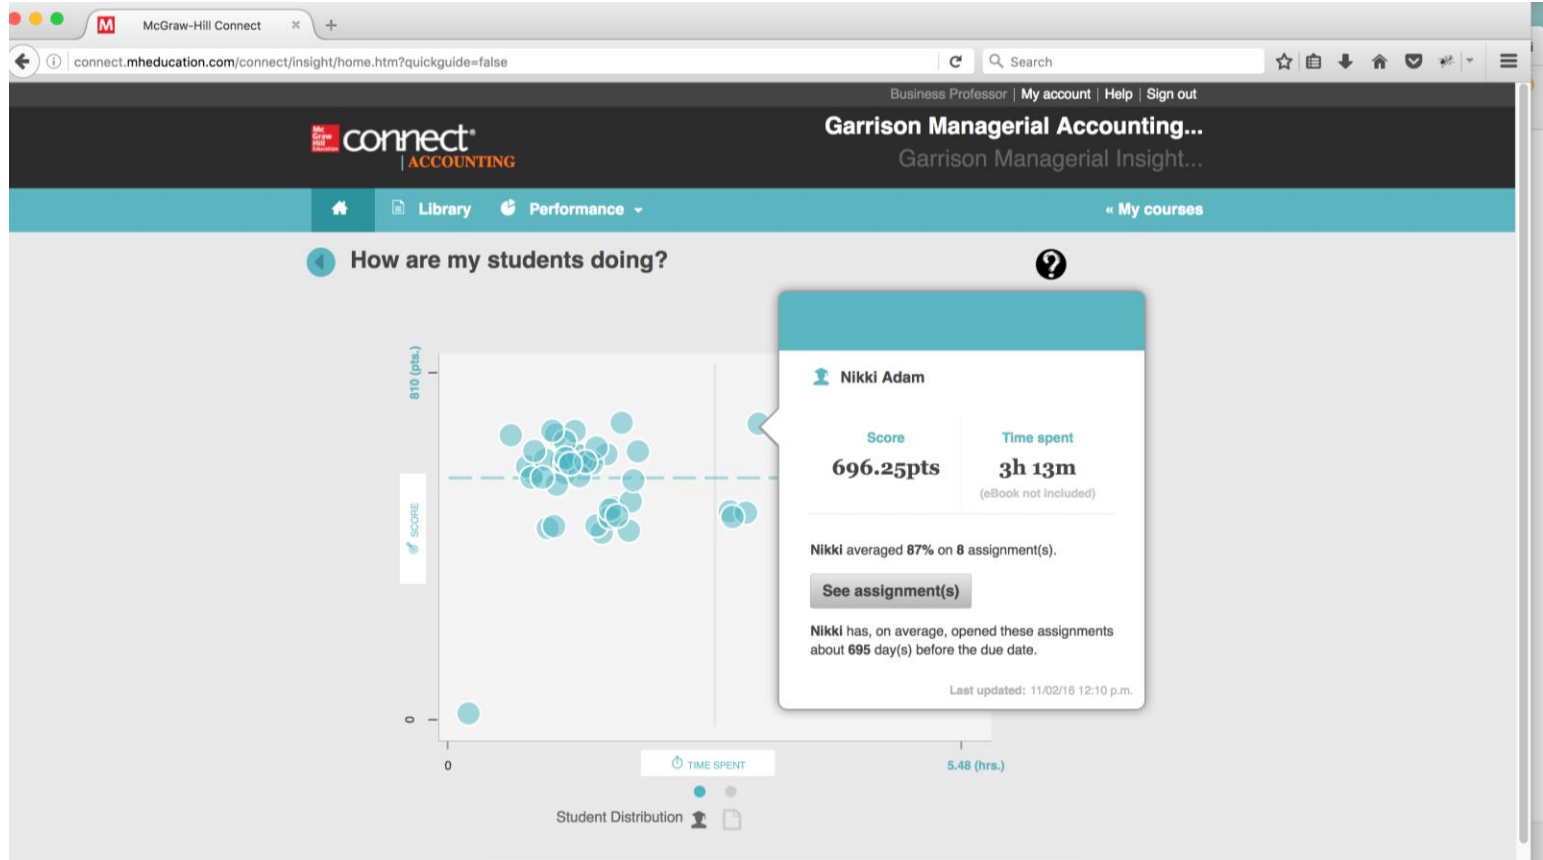 McGraw-Hill Connect
connect.mheducation.com/connect/insight/home.htm?quickguide=false
Search
Business Professor | My account | Help | Sign out
Mc Graw Hill Education
connect
| ACCOUNTING
Garrison Managerial Accounting...
Garrison Managerial Insight...
Library
Performance
« My courses
How are my students doing?
810 (pts.)
SCORE
0
0
TIME SPENT
5.48 (hrs.)
Student Distribution
Nikki Adam
Score
Time spent
696.25pts
3h 13m
(eBook not included)
Nikki averaged 87% on 8 assignment(s).
See assignment(s)
Nikki has, on average, opened these assignments
about 695 day(s) before the due date.
Last updated: 11/02/16 12:10 p.m.